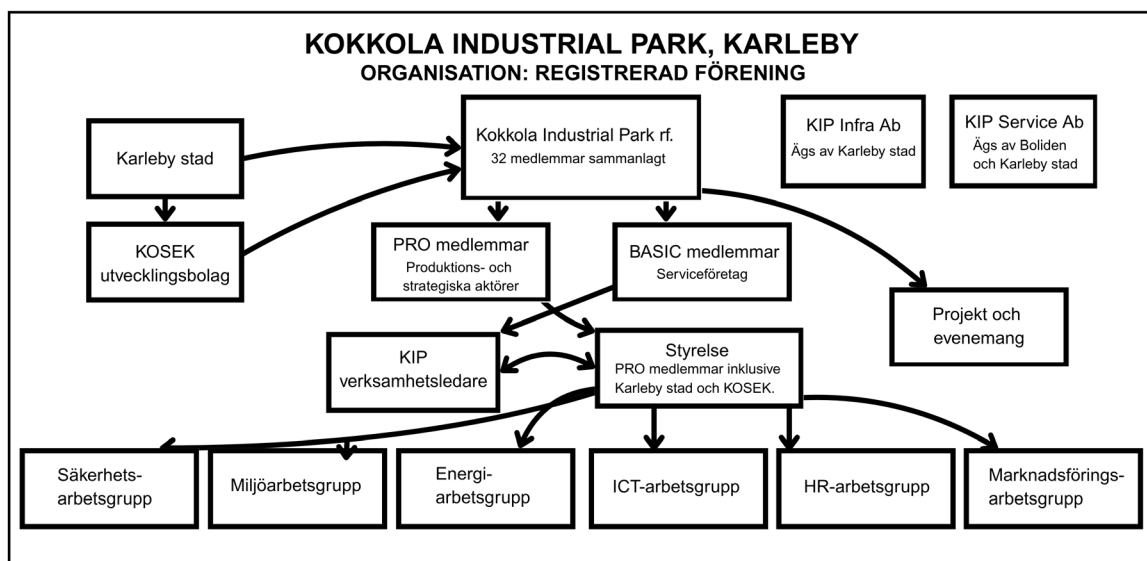 KOKKOLA INDUSTRIAL PARK, KARLEBY
ORGANISATION: REGISTRERAD FÖRENING
Karleby stad
Kokkola Industrial Park rf.
32 medlemmar sammanlagt
KIP Infra Ab
Ägs av Karleby stad
KIP Service Ab
Ägs av Boliden
och Karleby stad
KOSEK
utvecklingsbolag
PRO medlemmar
Produktions- och
strategiska aktörer
BASIC medlemmar
Serviceföretag
Projekt och
evenemang
KIP
verksamhetsledare
Styrelse
PRO medlemmar inklusive
Karleby stad och KOSEK.
Säkerhets-
arbetsgrupp
Miljöarbetsgrupp
Energi-
arbetsgrupp
ICT-arbetsgrupp
HR-arbetsgrupp
Marknadsförings-
arbetsgrupp